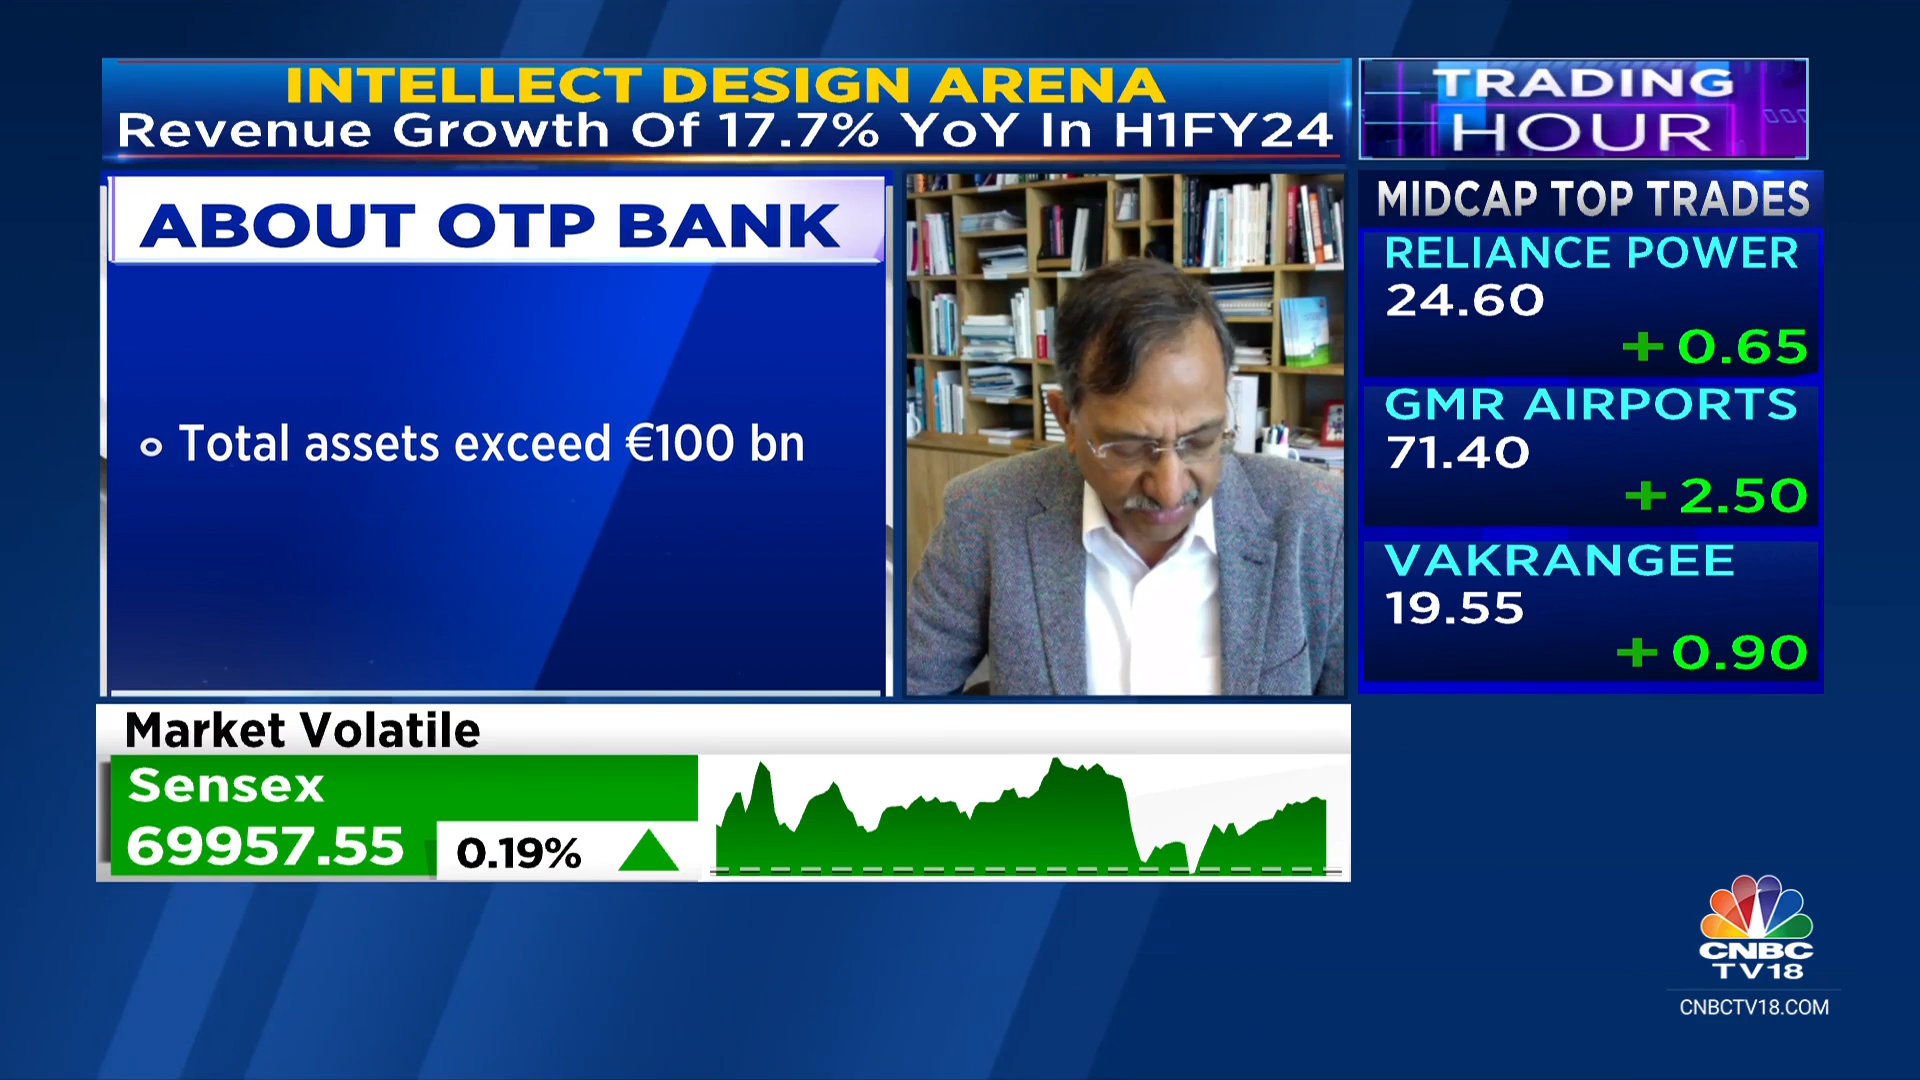 INTELLECT DESIGN ARENA
Revenue Growth Of 17.7% YoY In H1FY24
TRADING
HOUR
ABOUT OTP BANK
o Total assets exceed €100 bn
MIDCAP TOP TRADES
RELIANCE POWER
24.60
+ 0.65
GMR AIRPORTS
71.40
+ 2.50
VAKRANGEE
19.55
+ 0.90
Market Volatile
Sensex
69957.55
0.19%
CNBC
TV18
CNBCTV18.COM